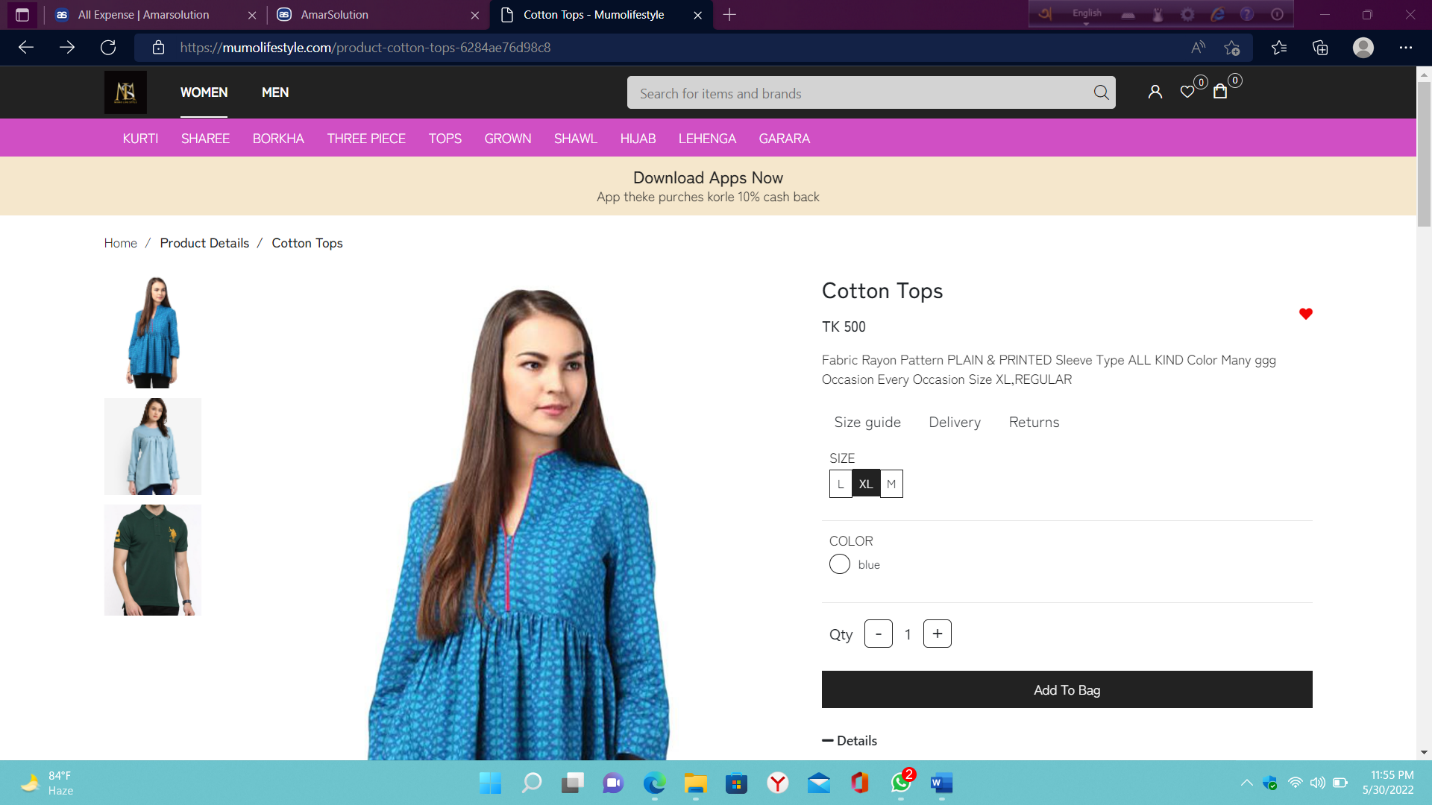 All Expense | Amarsolution
AmarSolution
Cotton Tops - Mumolifestyle
English
https://mumolifestyle.com/product-cotton-tops-6284ae76d98c8
WOMEN
MEN
Search for items and brands
0
0
KURTI
SHAREE
BORKHA
THREE PIECE
TOPS
GROWN
SHAWL
HIJAB
LEHENGA
GARARA
Download Apps Now
App theke purches korle 10% cash back
Home / Product Details / Cotton Tops
Cotton Tops
TK 500
Fabric Rayon Pattern PLAIN & PRINTED Sleeve Type ALL KIND Color Many ggg
Occasion Every Occasion Size XL,REGULAR
Size guide
Delivery
Returns
SIZE
L
XL
M
COLOR
blue
Qty
-
1
+
Add To Bag
Details
84°F
Haze
2
11:55 PM
5/30/2022